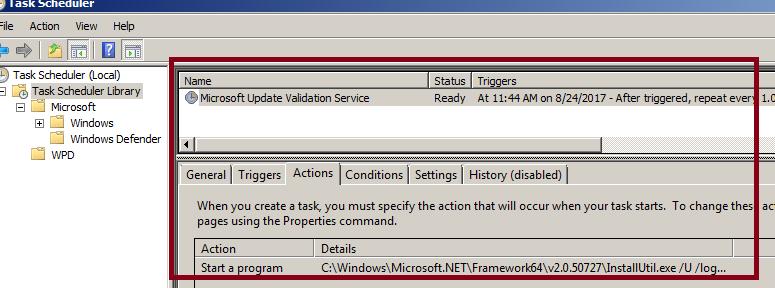 Task Scheduler
File Action View Help
Task Scheduler (Local)
Task Scheduler Library
Microsoft
Windows
Windows Defender
WPD
Name Status Triggers
Microsoft Update Validation Service Ready At 11:44 AM on 8/24/2017 - After triggered, repeat every 1.0
General Triggers Actions Conditions Settings History (disabled)
When you create a task, you must specify the action that will occur when your task starts. To change these ac
pages using the Properties command.
Action Details
Start a program C:\Windows\Microsoft.NET\Framework64\v2.0.50727\InstallUtil.exe /U /log...